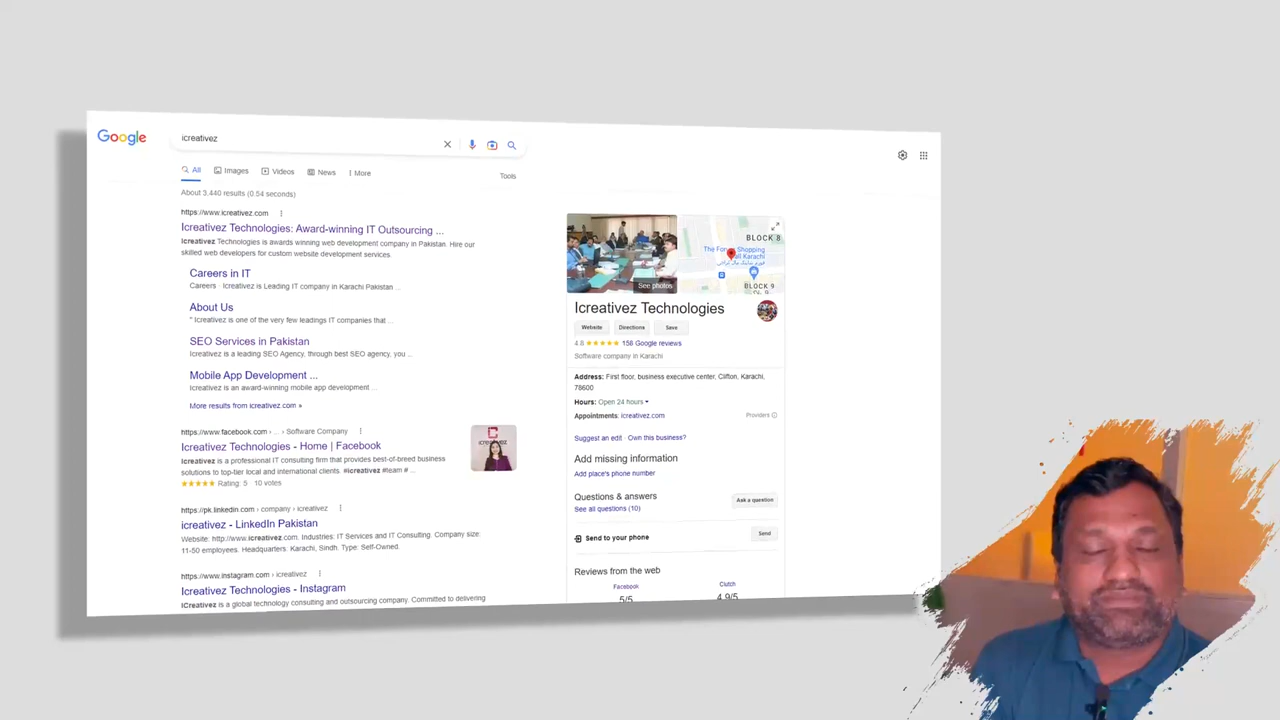 Google
icreativez
All
Images
Videos
News
More
Tools
About 3,440 results (0.54 seconds)
https://www.icreativez.com
Icreativez Technologies: Award-winning IT Outsourcing ...
Icreativez Technologies is awards winning web development company in Pakistan. Hire our
skilled web developers for custom website development services.
Careers in IT
Careers · Icreativez is Leading IT company in Karachi Pakistan ...
About Us
" Icreativez is one of the very few leadings IT companies that ...
SEO Services in Pakistan
Icreativez is a leading SEO Agency, through best SEO agency, you ...
Mobile App Development ...
Icreativez is an award-winning mobile app development ...
More results from icreativez.com »
https://www.facebook.com › ... › Software Company
Icreativez Technologies - Home | Facebook
Icreativez is a professional IT consulting firm that provides best-of-breed business
solutions to top-tier local and international clients. #icreativez #team # ...
Rating: 5 · 10 votes
icreativez
https://pk.linkedin.com › company › icreativez
icreativez - LinkedIn Pakistan
Website: http://www.icreativez.com. Industries: IT Services and IT Consulting. Company size:
11-50 employees. Headquarters: Karachi, Sindh. Type: Self-Owned.
https://www.instagram.com › icreativez
Icreativez Technologies - Instagram
ICreativez is a global technology consulting and outsourcing company. Committed to delivering
See photos
BLOCK 8
The For Shopping
all Karachi
BLOCK 9
Icreativez Technologies
Website
Directions
Save
4.8 156 Google reviews
Software company in Karachi
Address: First floor, business executive center, Clifton, Karachi,
78600
Hours: Open 24 hours
Appointments: icreativez.com
Providers
Suggest an edit · Own this business?
Add missing information
Add place's phone number
Questions & answers
See all questions (10)
Ask a question
Send to your phone
Send
Reviews from the web
Facebook
5/5
Clutch
4.9/5